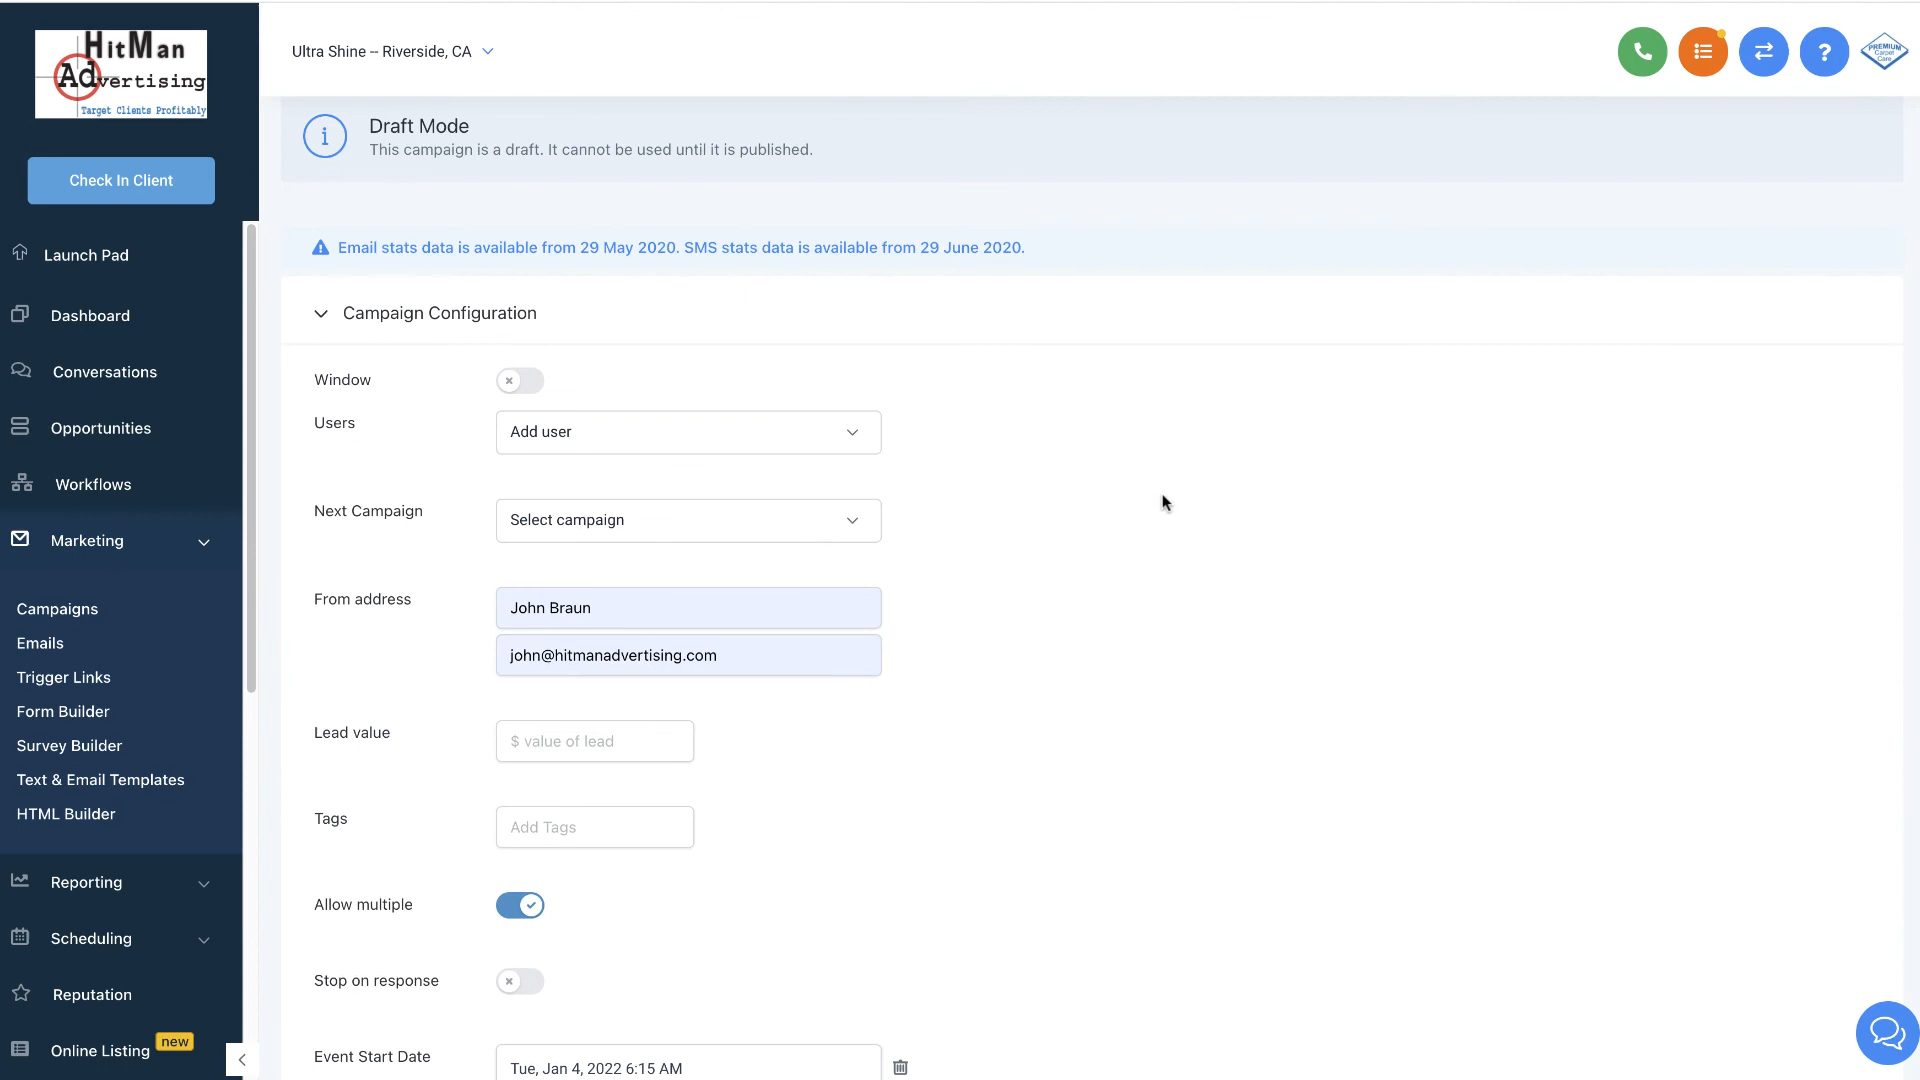 HitMan
Advertising
Target Clients Profitably
Check In Client
Launch Pad
Dashboard
Conversations
Opportunities
Workflows
Marketing
Campaigns
Emails
Trigger Links
Form Builder
Survey Builder
Text & Email Templates
HTML Builder
Reporting
Scheduling
Reputation
Online Listing
new
Ultra Shine -- Riverside, CA
PREMIUM
Carpet
Care
Draft Mode
This campaign is a draft. It cannot be used until it is published.
Email stats data is available from 29 May 2020. SMS stats data is available from 29 June 2020.
Campaign Configuration
Window
Users
Add user
Next Campaign
Select campaign
From address
John Braun
john@hitmanadvertising.com
Lead value
$ value of lead
Tags
Add Tags
Allow multiple
Stop on response
Event Start Date
Tue, Jan 4, 2022 6:15 AM